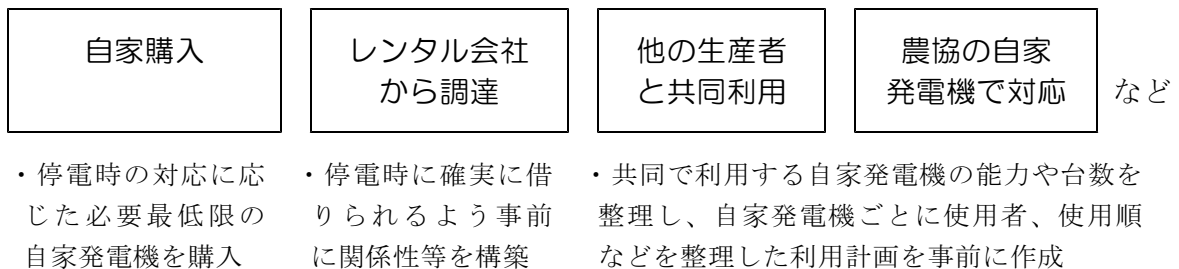 自家購入
レンタル会社
から調達
他の生産者
と共同利用
農協の自家
発電機で対応
など
・停電時の対応に応
じた必要最低限の
自家発電機を購入
・停電時に確実に借
りられるよう事前
に関係性等を構築
・共同で利用する自家発電機の能力や台数を
整理し、自家発電機ごとに使用者、使用順
などを整理した利用計画を事前に作成